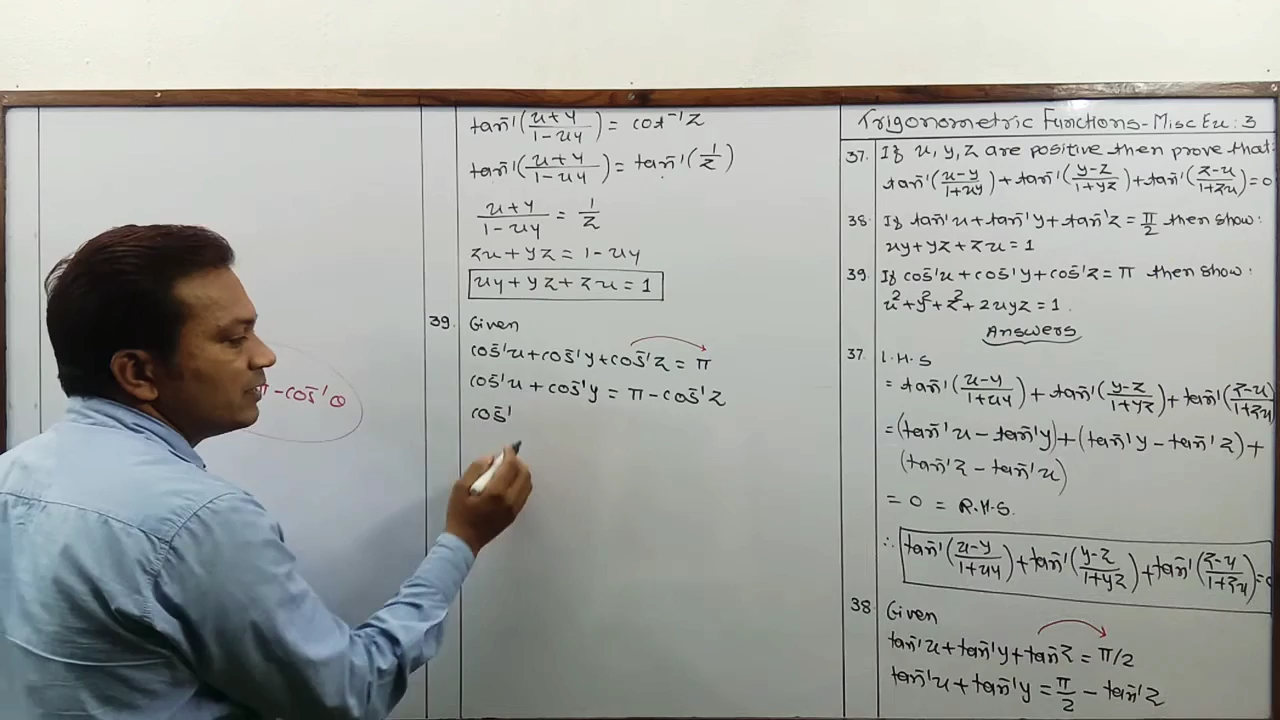 Trigonometric Functions-Misc Ex: 3
37. If x, y, z are positive then prove that:
tan⁻¹((x-y)/(1+xy)) + tan⁻¹((y-z)/(1+yz)) + tan⁻¹((z-x)/(1+zx)) = 0
38. If tan⁻¹x + tan⁻¹y + tan⁻¹z = π/2 then show:
xy + yz + zx = 1
39. If cos⁻¹x + cos⁻¹y + cos⁻¹z = π then show:
x² + y² + z² + 2xyz = 1.
Answers
37. L.H.S
= tan⁻¹((x-y)/(1+xy)) + tan⁻¹((y-z)/(1+yz)) + tan⁻¹((z-x)/(1+zx))
= (tan⁻¹x - tan⁻¹y) + (tan⁻¹y - tan⁻¹z) +
(tan⁻¹z - tan⁻¹x)
= 0 = R.H.S.
∴ tan⁻¹((x-y)/(1+xy)) + tan⁻¹((y-z)/(1+yz)) + tan⁻¹((z-x)/(1+zx)) = 0
38 Given
tan⁻¹x + tan⁻¹y + tan⁻¹z = π/2
tan⁻¹x + tan⁻¹y = π/2 - tan⁻¹z
tan⁻¹((x+y)/(1-xy)) = cot⁻¹z
tan⁻¹((x+y)/(1-xy)) = tan⁻¹(1/z)
(x+y)/(1-xy) = 1/z
zx + yz = 1-xy
xy + yz + zx = 1
39. Given
cos⁻¹x + cos⁻¹y + cos⁻¹z = π
cos⁻¹x + cos⁻¹y = π - cos⁻¹z
cos⁻¹
π - cos⁻¹θ